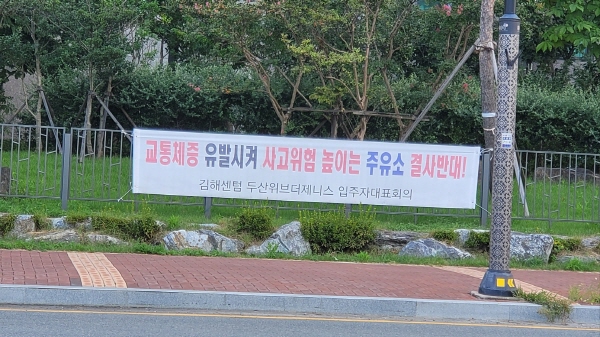 교통체증 유발시켜 사고위험 높이는 주유소 결사반대!
김해센텀 두산위브더제니스 입주자대표회의